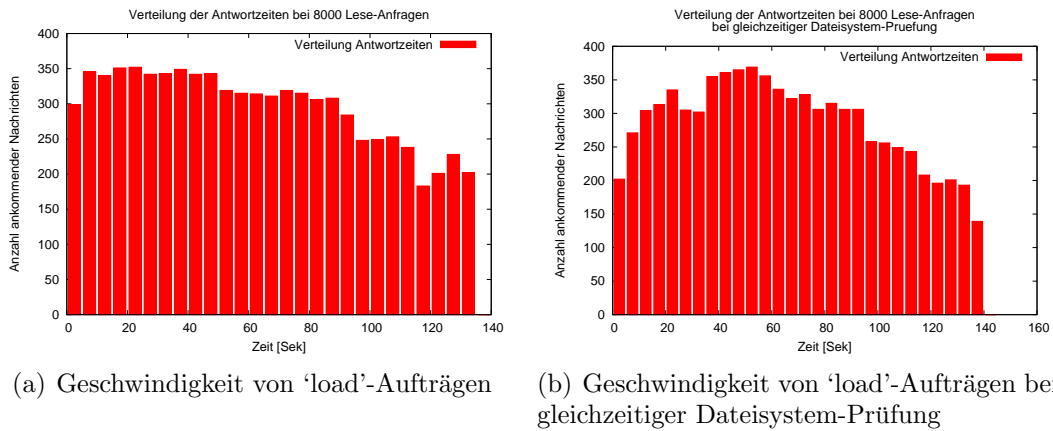 Verteilung der Antwortzeiten bei 8000 Lese-Anfragen
Verteilung Antwortzeiten
Anzahl ankommender Nachrichten
400
350
300
250
200
150
100
50
0
0 20 40 60 80 100 120 140
Zeit [Sek]
(a) Geschwindigkeit von ‘load’-Aufträgen
Verteilung der Antwortzeiten bei 8000 Lese-Anfragen
bei gleichzeitiger Dateisystem-Pruefung
Verteilung Antwortzeiten
Anzahl ankommender Nachrichten
400
350
300
250
200
150
100
50
0
0 20 40 60 80 100 120 140 160
Zeit [Sek]
(b) Geschwindigkeit von ‘load’-Aufträgen bei
gleichzeitiger Dateisystem-Prüfung